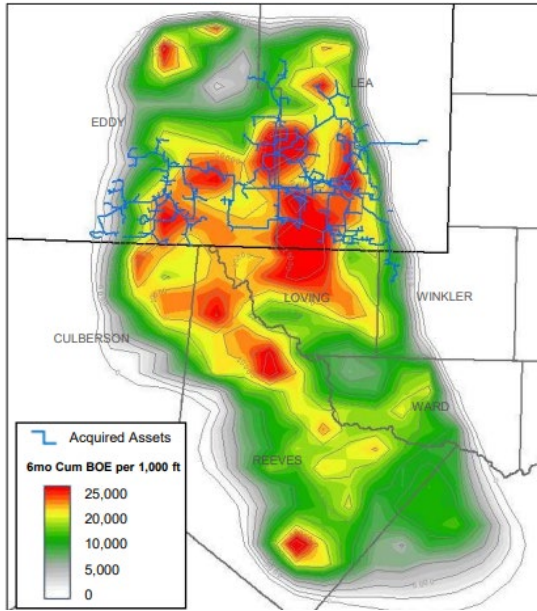 LEA
EDDY
LOVING
WINKLER
CULBERSON
WARD
REEVES
Acquired Assets
6mo Cum BOE per 1,000 ft
25,000
20,000
10,000
5,000
0